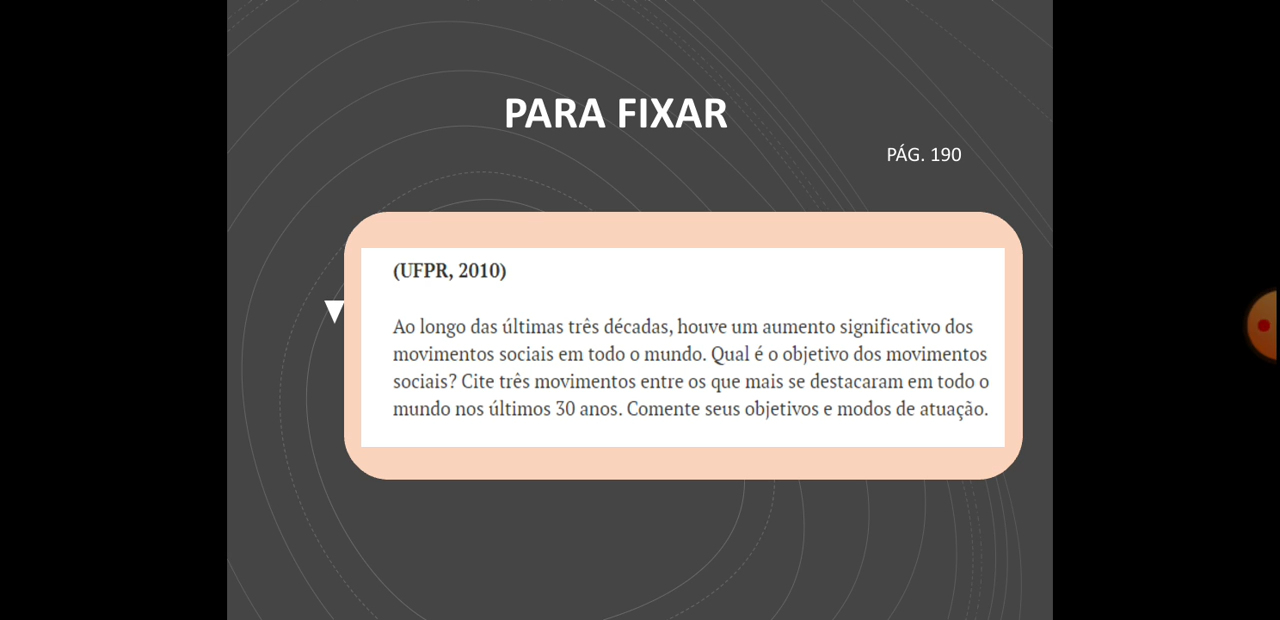 PARA FIXAR
PÁG. 190
(UFPR, 2010)
Ao longo das últimas três décadas, houve um aumento significativo dos
movimentos sociais em todo o mundo. Qual é o objetivo dos movimentos
sociais? Cite três movimentos entre os que mais se destacaram em todo o
mundo nos últimos 30 anos. Comente seus objetivos e modos de atuação.